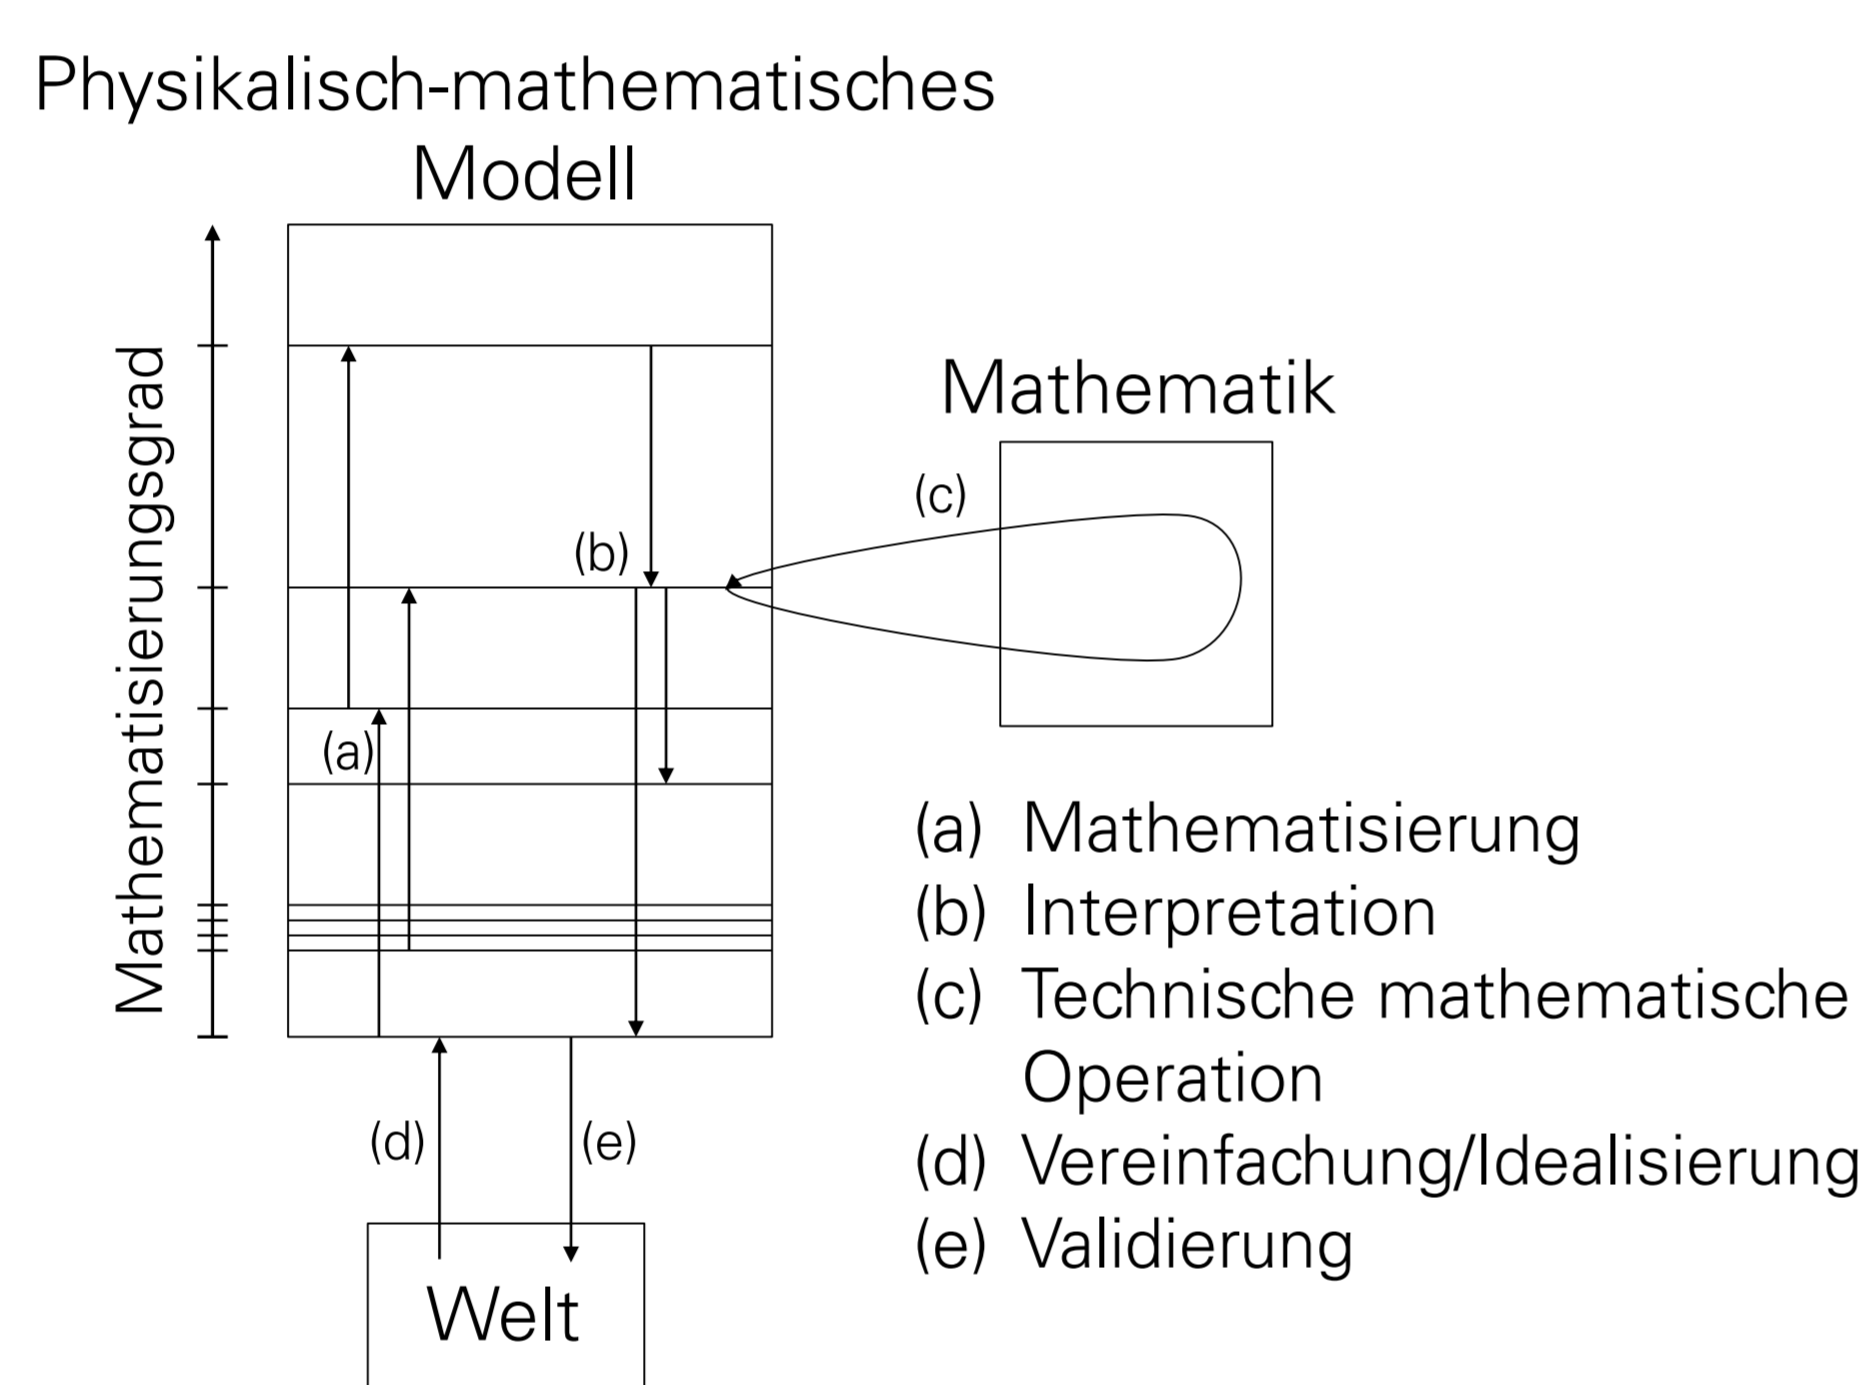 Physikalisch-mathematisches
Modell
Mathematisierungsgrad
Mathematik
(c)
(b)
(a)
(d)
(e)
Welt
(a) Mathematisierung
(b) Interpretation
(c) Technische mathematische
Operation
(d) Vereinfachung/Idealisierung
(e) Validierung